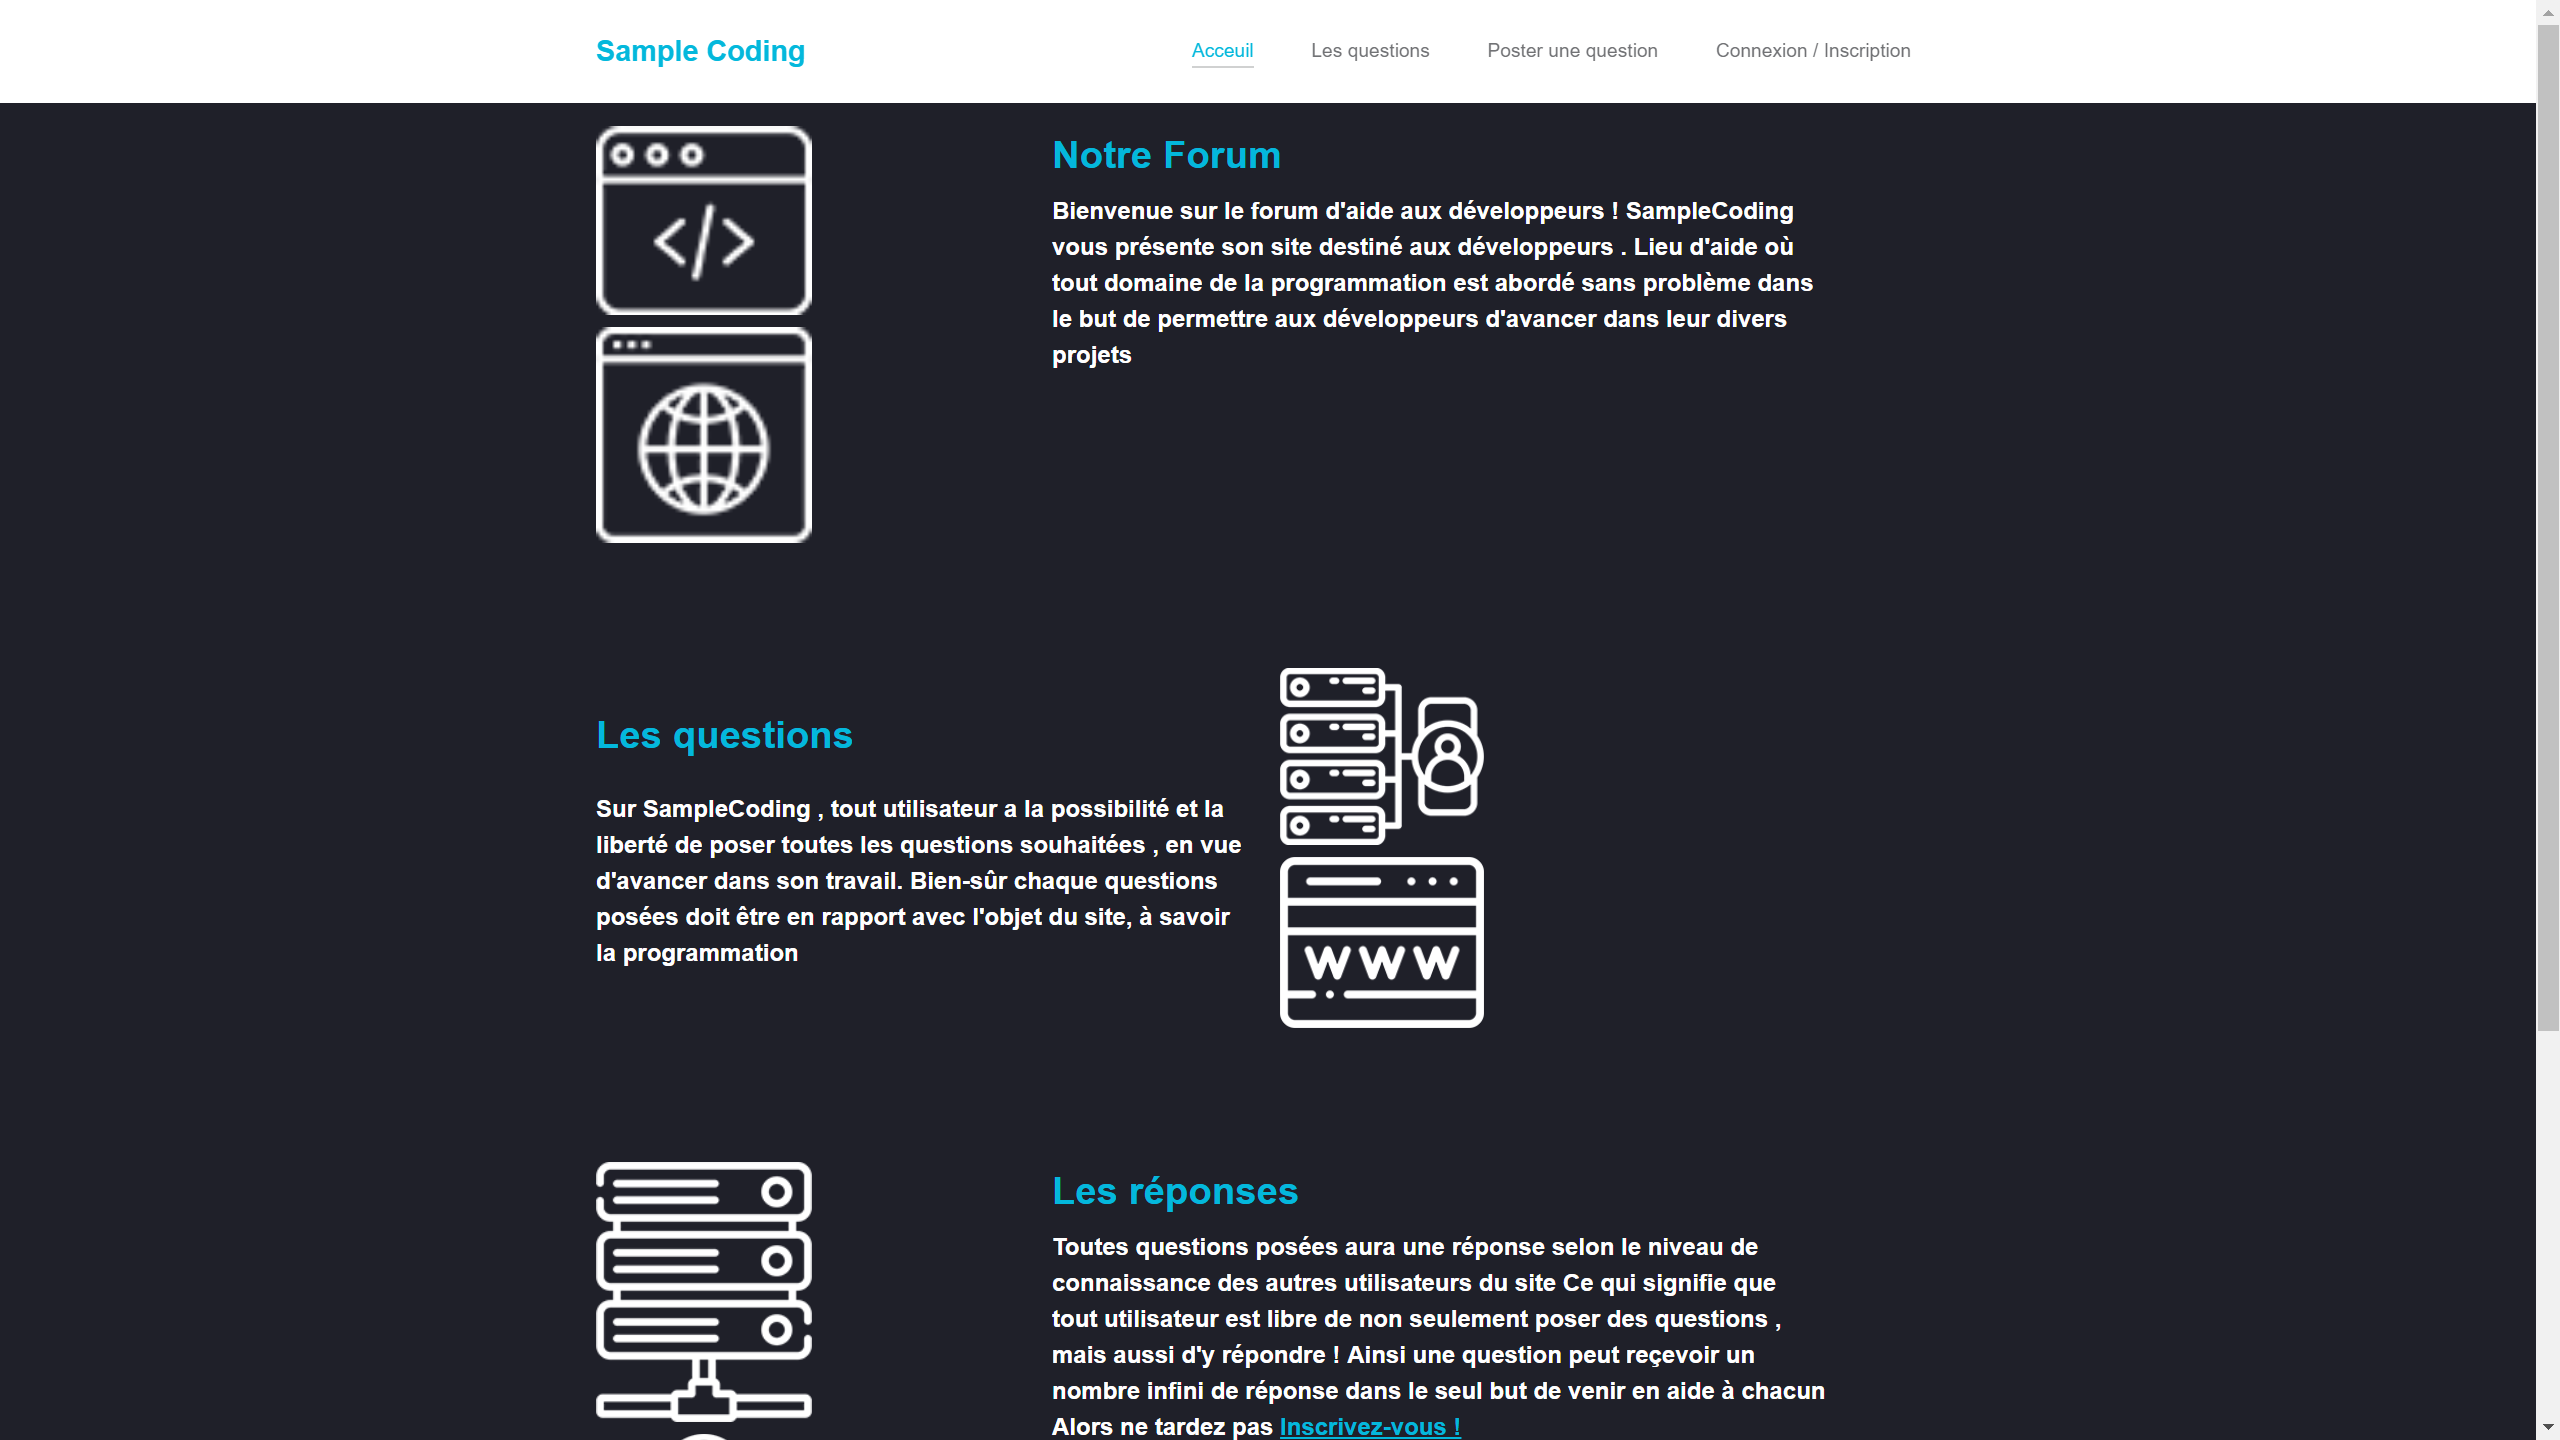 Sample Coding
Acceuil
Les questions
Poster une question
Connexion / Inscription
</>
Notre Forum
Bienvenue sur le forum d'aide aux développeurs ! SampleCoding
vous présente son site destiné aux développeurs . Lieu d'aide où
tout domaine de la programmation est abordé sans problème dans
le but de permettre aux développeurs d'avancer dans leur divers
projets
Les questions
Sur SampleCoding , tout utilisateur a la possibilité et la
liberté de poser toutes les questions souhaitées , en vue
d'avancer dans son travail. Bien-sûr chaque questions
posées doit être en rapport avec l'objet du site, à savoir
la programmation
WWW
Les réponses
Toutes questions posées aura une réponse selon le niveau de
connaissance des autres utilisateurs du site Ce qui signifie que
tout utilisateur est libre de non seulement poser des questions ,
mais aussi d'y répondre ! Ainsi une question peut reçevoir un
nombre infini de réponse dans le seul but de venir en aide à chacun
Alors ne tardez pas Inscrivez-vous !